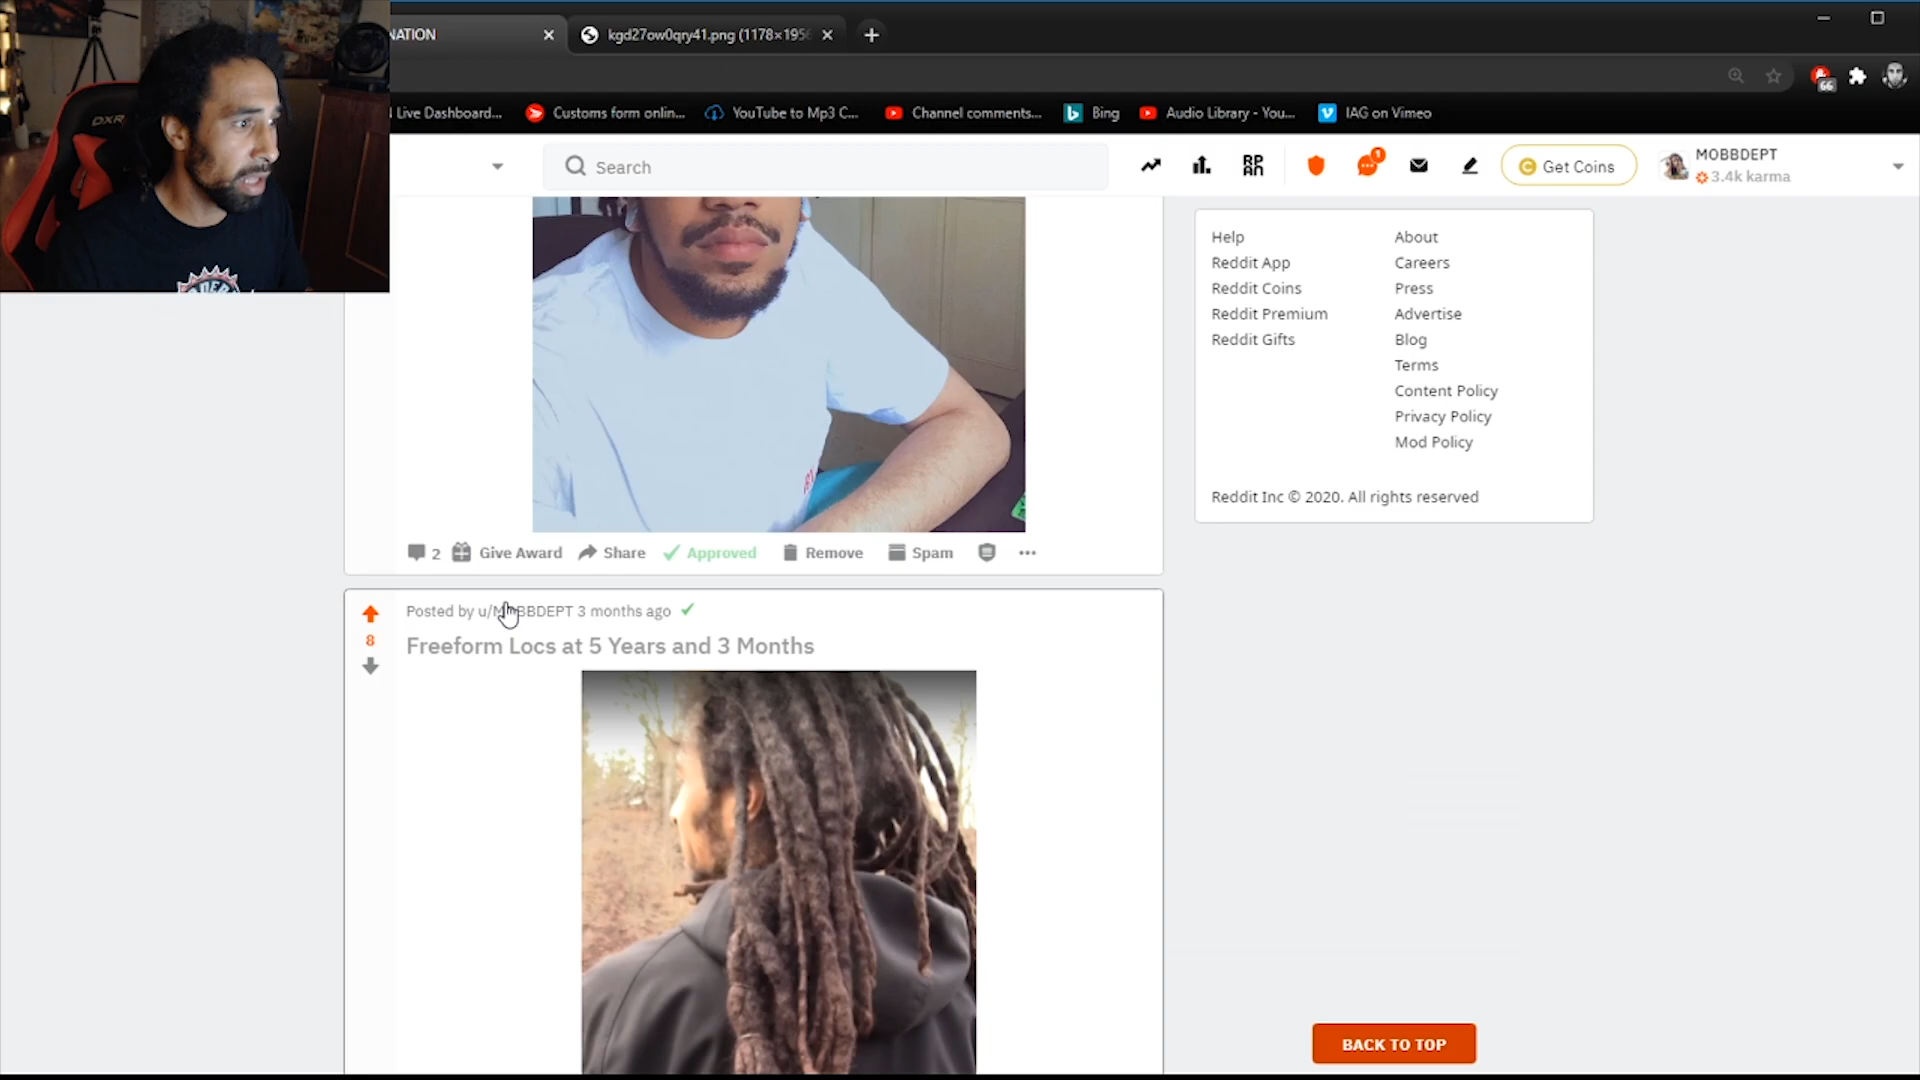 NATION
kgd27ow0qry41.png (1178×195
Live Dashboard...
Customs form onlin...
YouTube to Mp3 C...
Channel comments...
Bing
Audio Library - You...
IAG on Vimeo
66
DXR
Search
RPAN
1
Get Coins
MOBBDEPT
3.4k karma
Help
About
Reddit App
Careers
Reddit Coins
Press
Reddit Premium
Advertise
Reddit Gifts
Blog
Terms
Content Policy
Privacy Policy
Mod Policy
Reddit Inc © 2020. All rights reserved
2 Give Award Share Approved Remove Spam
Posted by u/MOBBDEPT 3 months ago
8
Freeform Locs at 5 Years and 3 Months
BACK TO TOP